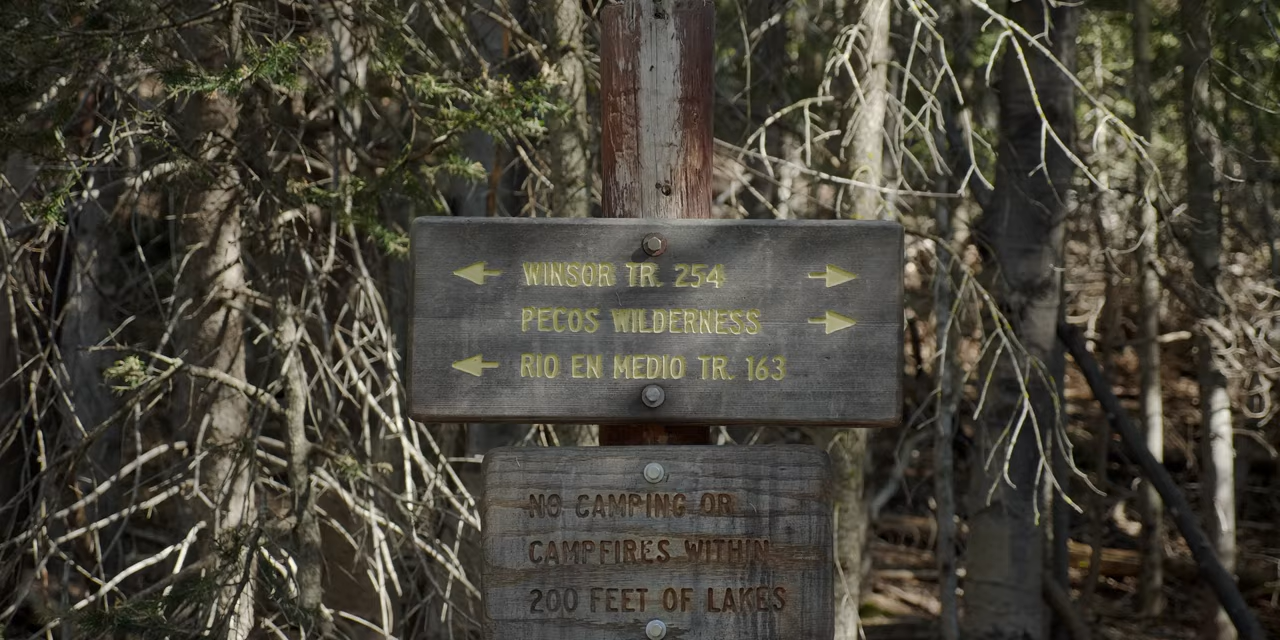 WINSOR TR. 254
PECOS WILDERNESS
RIO EN MEDIO TR. 163
NO CAMPING OR
CAMPFIRES WITHIN
200 FEET OF LAKES